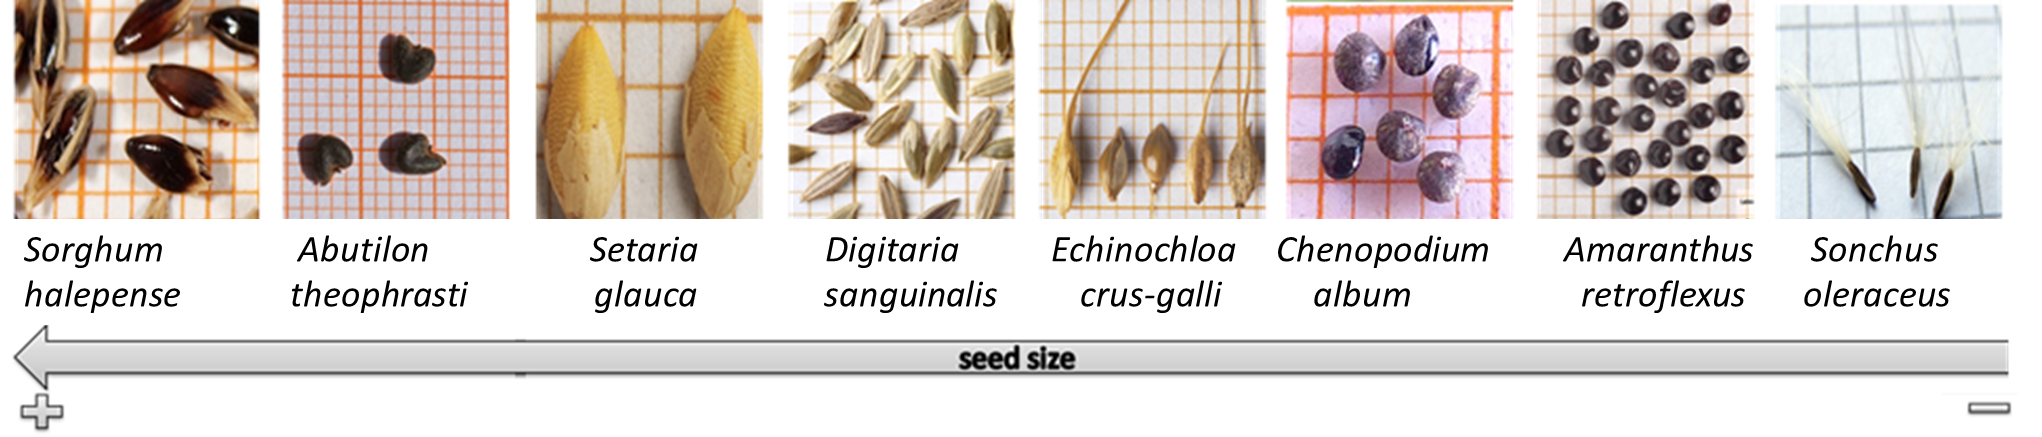 Sorghum
halepense
Abutilon
theophrasti
Setaria
glauca
Digitaria
sanguinalis
Echinochloa
crus-galli
Chenopodium
album
Amaranthus
retroflexus
Sonchus
oleraceus
seed size